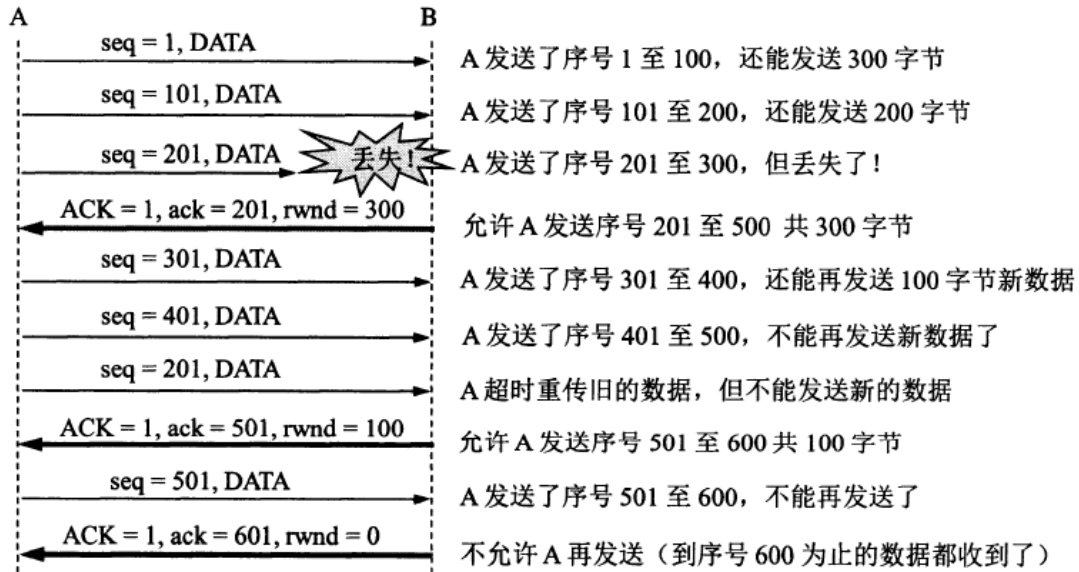 A B
seq = 1, DATA A 发送了序号 1 至 100，还能发送 300 字节
seq = 101, DATA A 发送了序号 101 至 200，还能发送 200 字节
seq = 201, DATA 丢失！ A 发送了序号 201 至 300，但丢失了！
ACK = 1, ack = 201, rwnd = 300 允许 A 发送序号 201 至 500 共 300 字节
seq = 301, DATA A 发送了序号 301 至 400，还能再发送 100 字节新数据
seq = 401, DATA A 发送了序号 401 至 500，不能再发送新数据了
seq = 201, DATA A 超时重传旧的数据，但不能发送新的数据
ACK = 1, ack = 501, rwnd = 100 允许 A 发送序号 501 至 600 共 100 字节
seq = 501, DATA A 发送了序号 501 至 600，不能再发送了
ACK = 1, ack = 601, rwnd = 0 不允许 A 再发送（到序号 600 为止的数据都收到了）